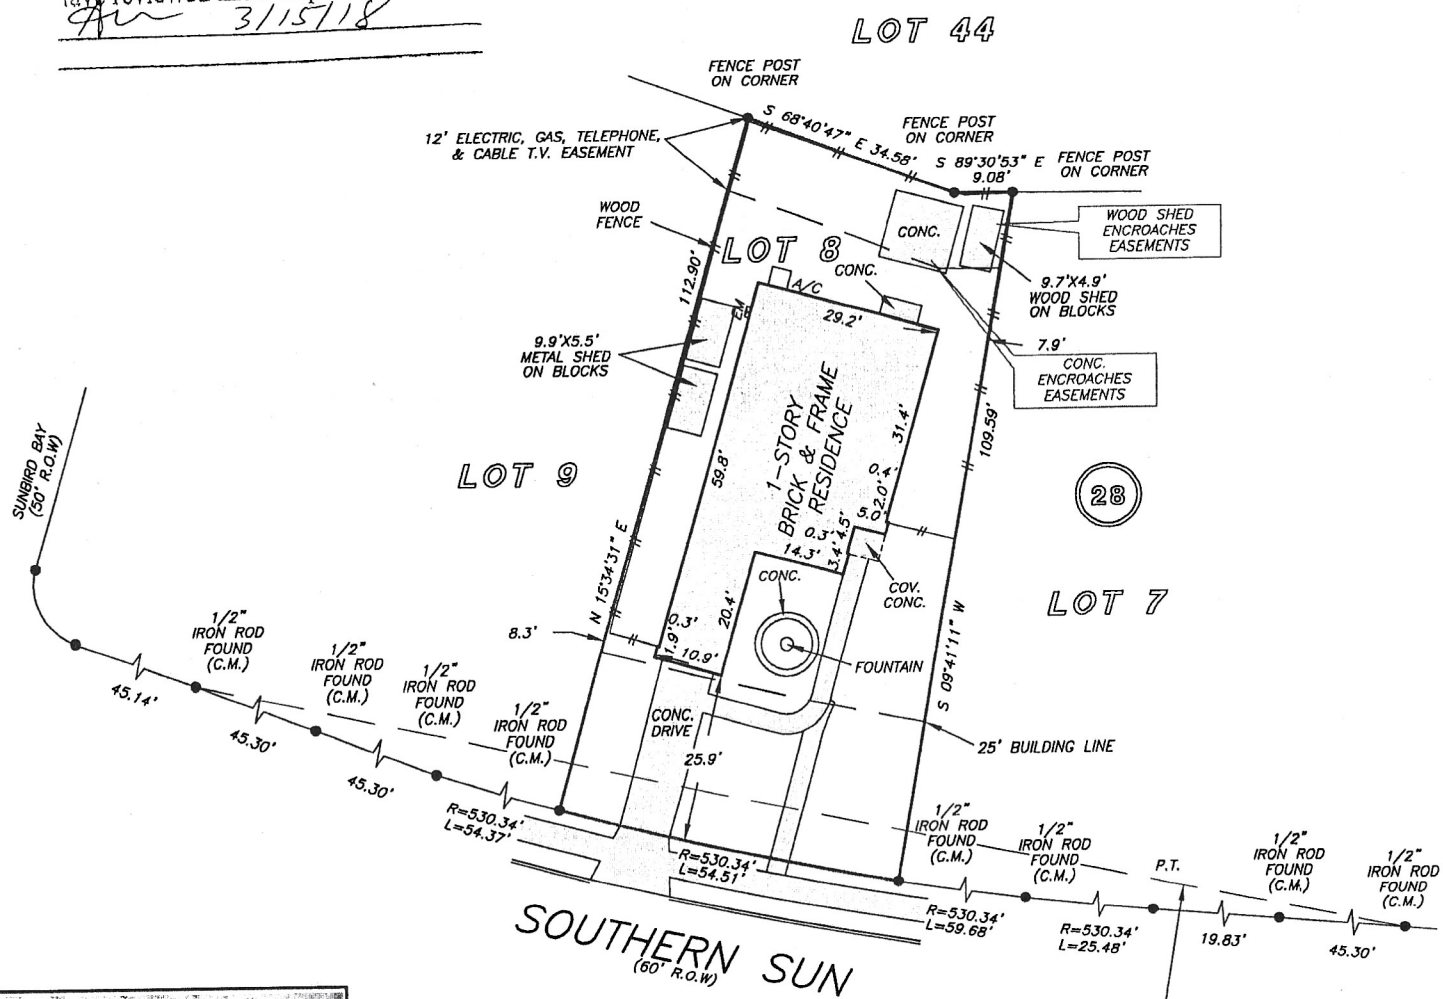 3/15/18
LOT 44
FENCE POST
ON CORNER
S 68°40'47" E 34.58'
FENCE POST
ON CORNER
S 89°30'53" E
9.08'
FENCE POST
ON CORNER
12' ELECTRIC, GAS, TELEPHONE,
& CABLE T.V. EASEMENT
WOOD
FENCE
CONC.
WOOD SHED
ENCROACHES
EASEMENTS
LOT 8
CONC.
A/C
112.90'
29.2'
EM
9.7'X4.9'
WOOD SHED
ON BLOCKS
9.9'X5.5'
METAL SHED
ON BLOCKS
7.9'
CONC.
ENCROACHES
EASEMENTS
1-STORY
BRICK & FRAME
RESIDENCE
31.4'
109.59'
59.8'
0.4'
2.0'
5.0'
4.5'
0.3'
3.4'
14.3'
SUNBIRD BAY
(50' R.O.W)
LOT 9
28
N 15°34'31" E
CONC.
COV.
CONC.
LOT 7
20.4'
S 09°41'11" W
8.3'
0.3'
1.9'
10.9'
FOUNTAIN
1/2"
IRON ROD
FOUND
(C.M.)
1/2"
IRON ROD
FOUND
(C.M.)
1/2"
IRON ROD
FOUND
(C.M.)
1/2"
IRON ROD
FOUND
(C.M.)
45.14'
45.30'
45.30'
CONC.
DRIVE
25.9'
25' BUILDING LINE
R=530.34'
L=54.37'
R=530.34'
L=54.51'
1/2"
IRON ROD
FOUND
(C.M.)
1/2"
IRON ROD
FOUND
(C.M.)
P.T.
1/2"
IRON ROD
FOUND
(C.M.)
1/2"
IRON ROD
FOUND
(C.M.)
R=530.34'
L=59.68'
R=530.34'
L=25.48'
19.83'
45.30'
SOUTHERN SUN
(60' R.O.W)